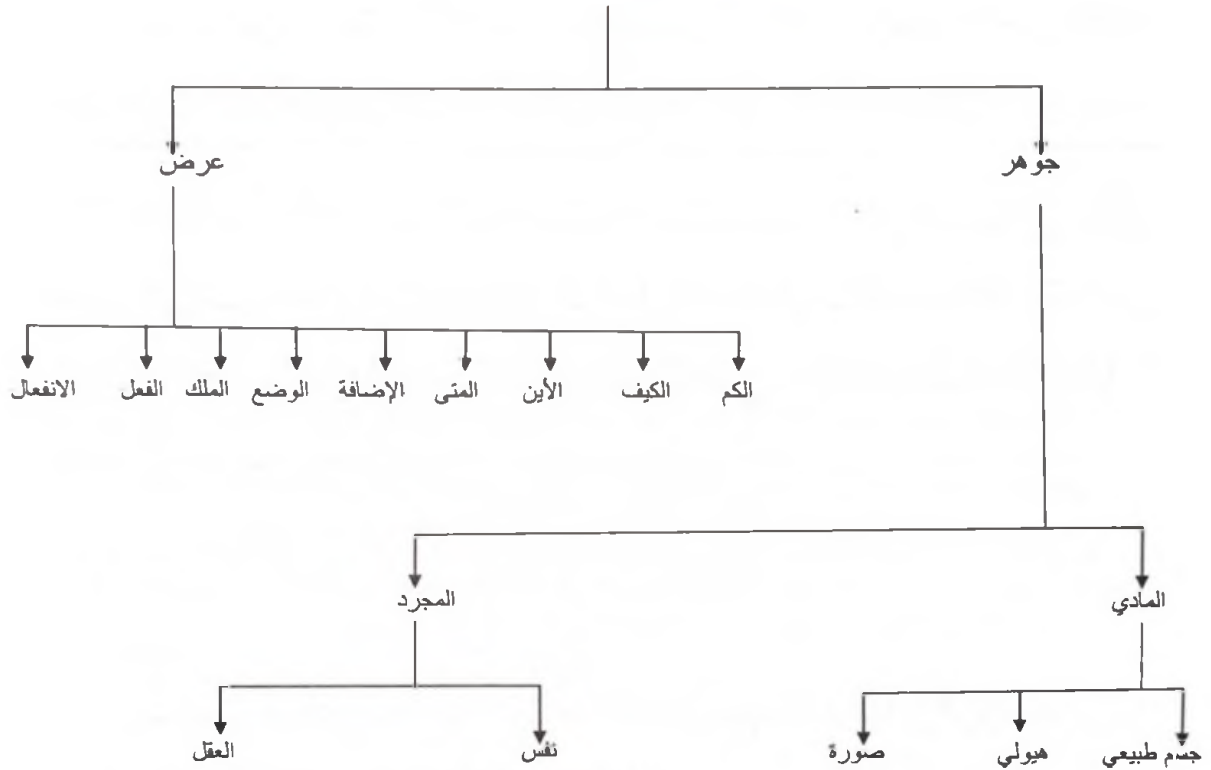 جوهر عرض
الكم الكيف الأين المتى الإضافة الوضع الملك الفعل الانفعال
المادي المجرد
جسم طبيعي هيولي صورة نفس العقل